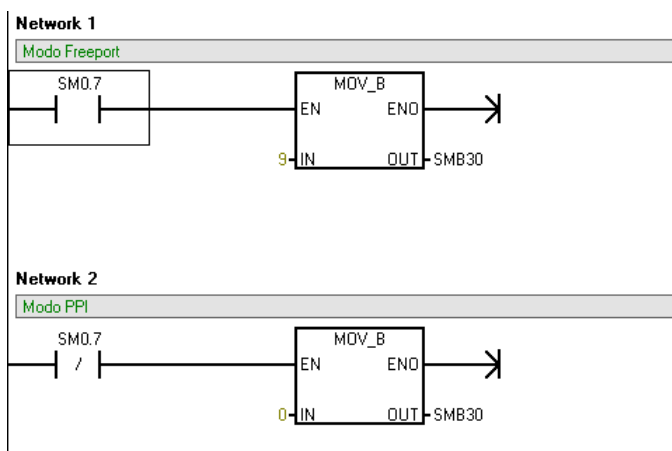 Network 1
Modo Freeport
SM0.7
MOV_B
EN ENO
9 IN OUT SMB30
Network 2
Modo PPI
SM0.7
/
MOV_B
EN ENO
0 IN OUT SMB30